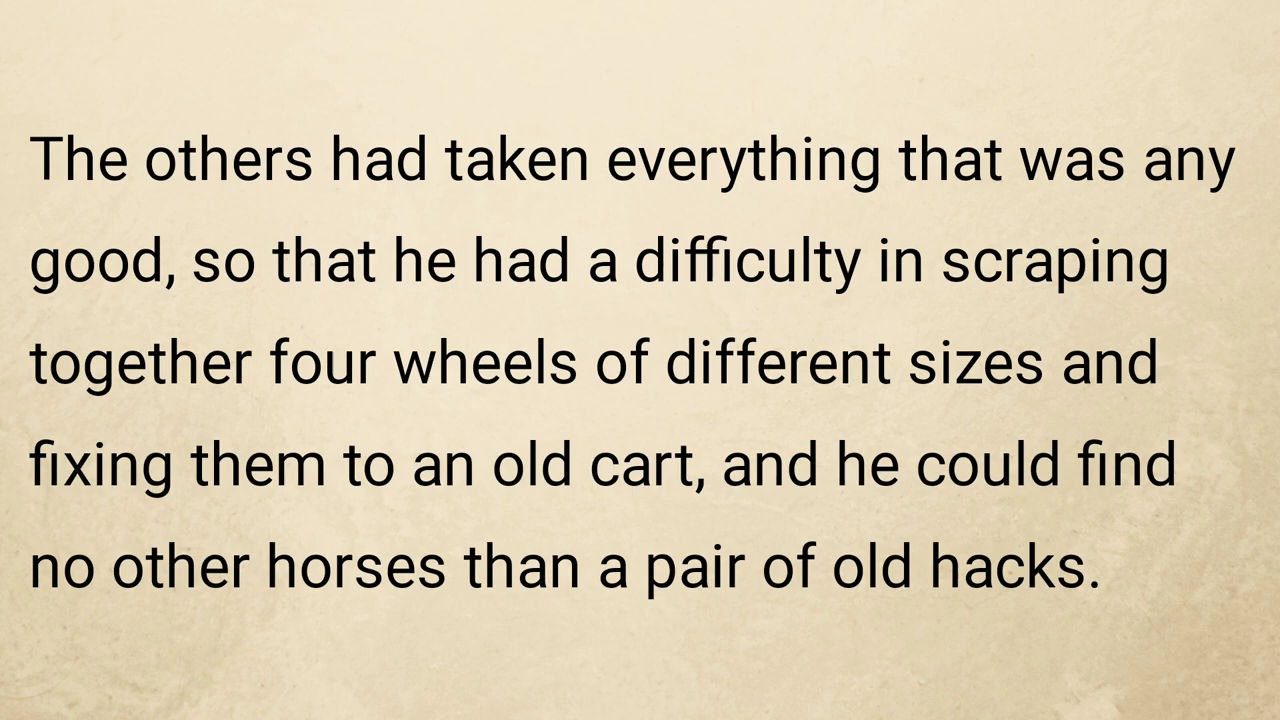 The others had taken everything that was any
good, so that he had a difficulty in scraping
together four wheels of different sizes and
fixing them to an old cart, and he could find
no other horses than a pair of old hacks.